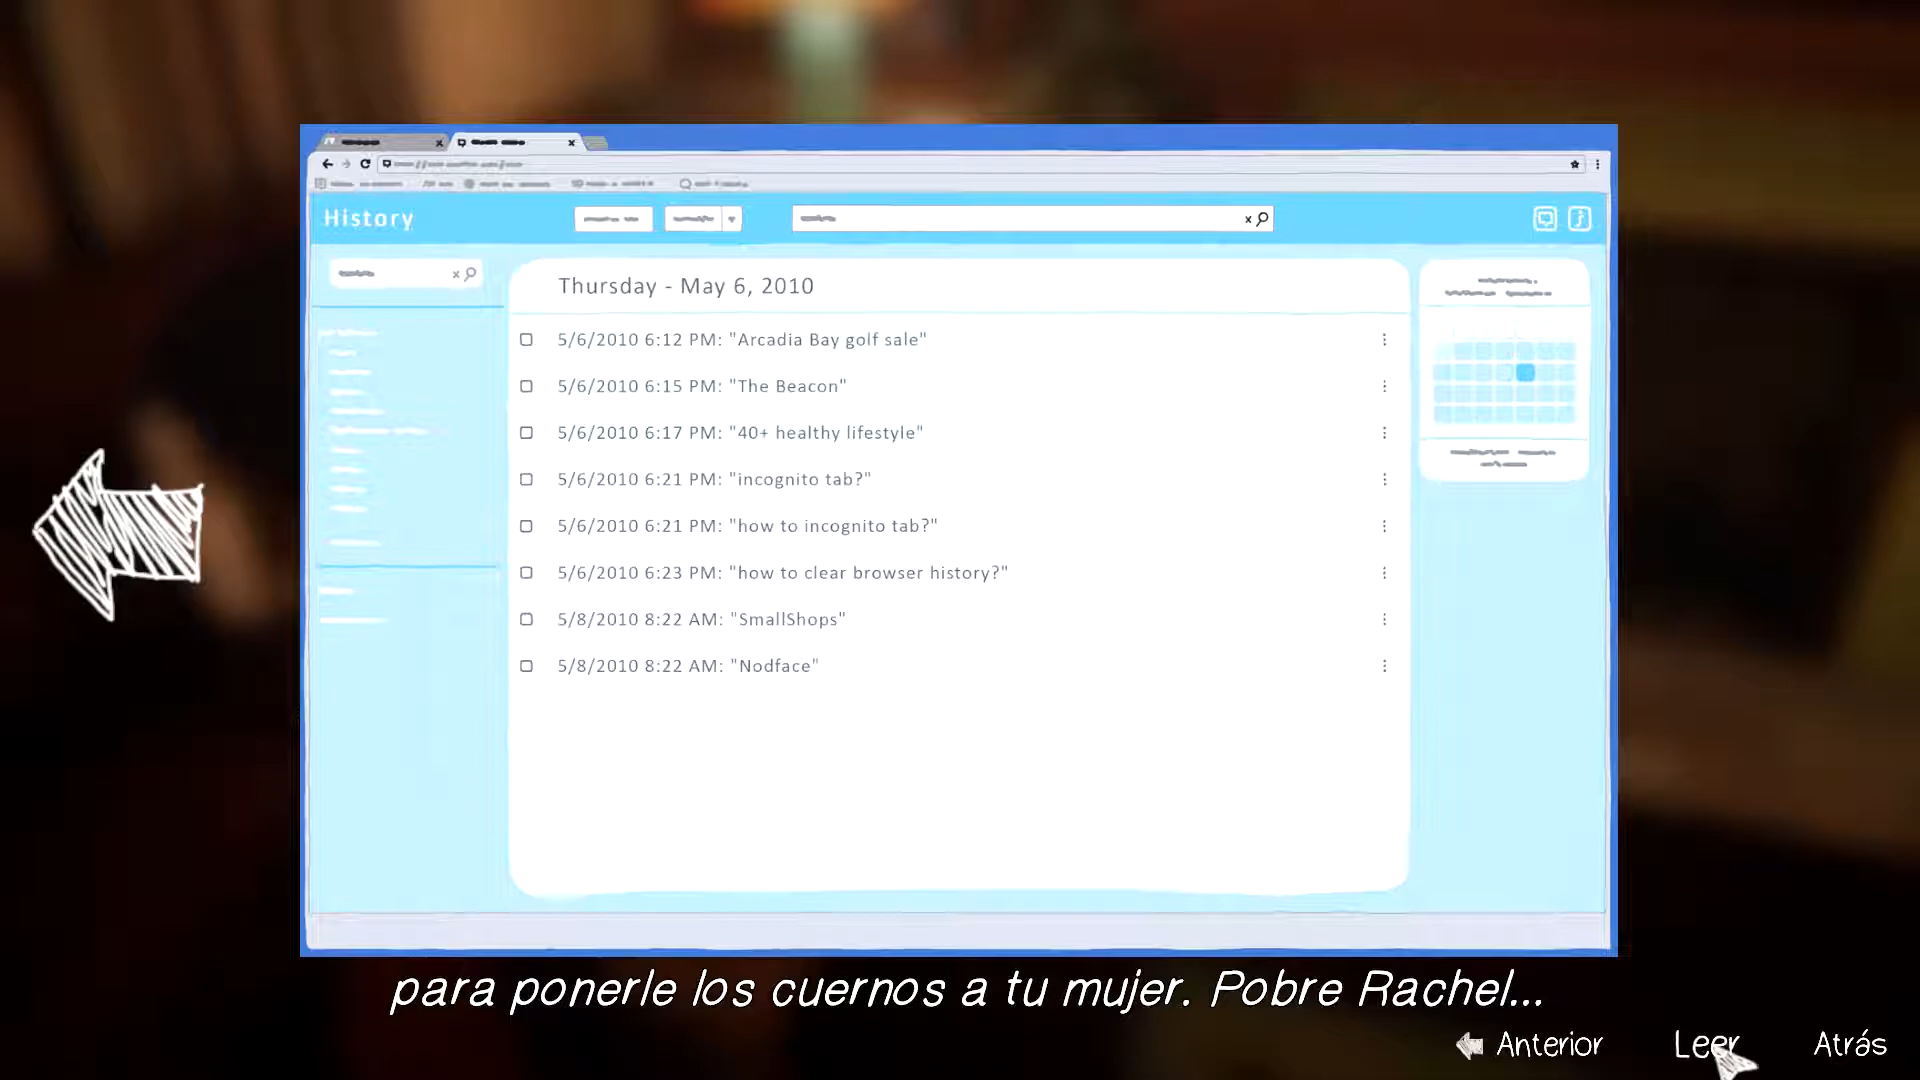 History
Thursday - May 6, 2010
5/6/2010 6:12 PM: "Arcadia Bay golf sale"
5/6/2010 6:15 PM: "The Beacon"
5/6/2010 6:17 PM: "40+ healthy lifestyle"
5/6/2010 6:21 PM: "incognito tab?"
5/6/2010 6:21 PM: "how to incognito tab?"
5/6/2010 6:23 PM: "how to clear browser history?"
5/8/2010 8:22 AM: "SmallShops"
5/8/2010 8:22 AM: "Nodface"
para ponerle los cuernos a tu mujer. Pobre Rachel...
Anterior Leer Atrás